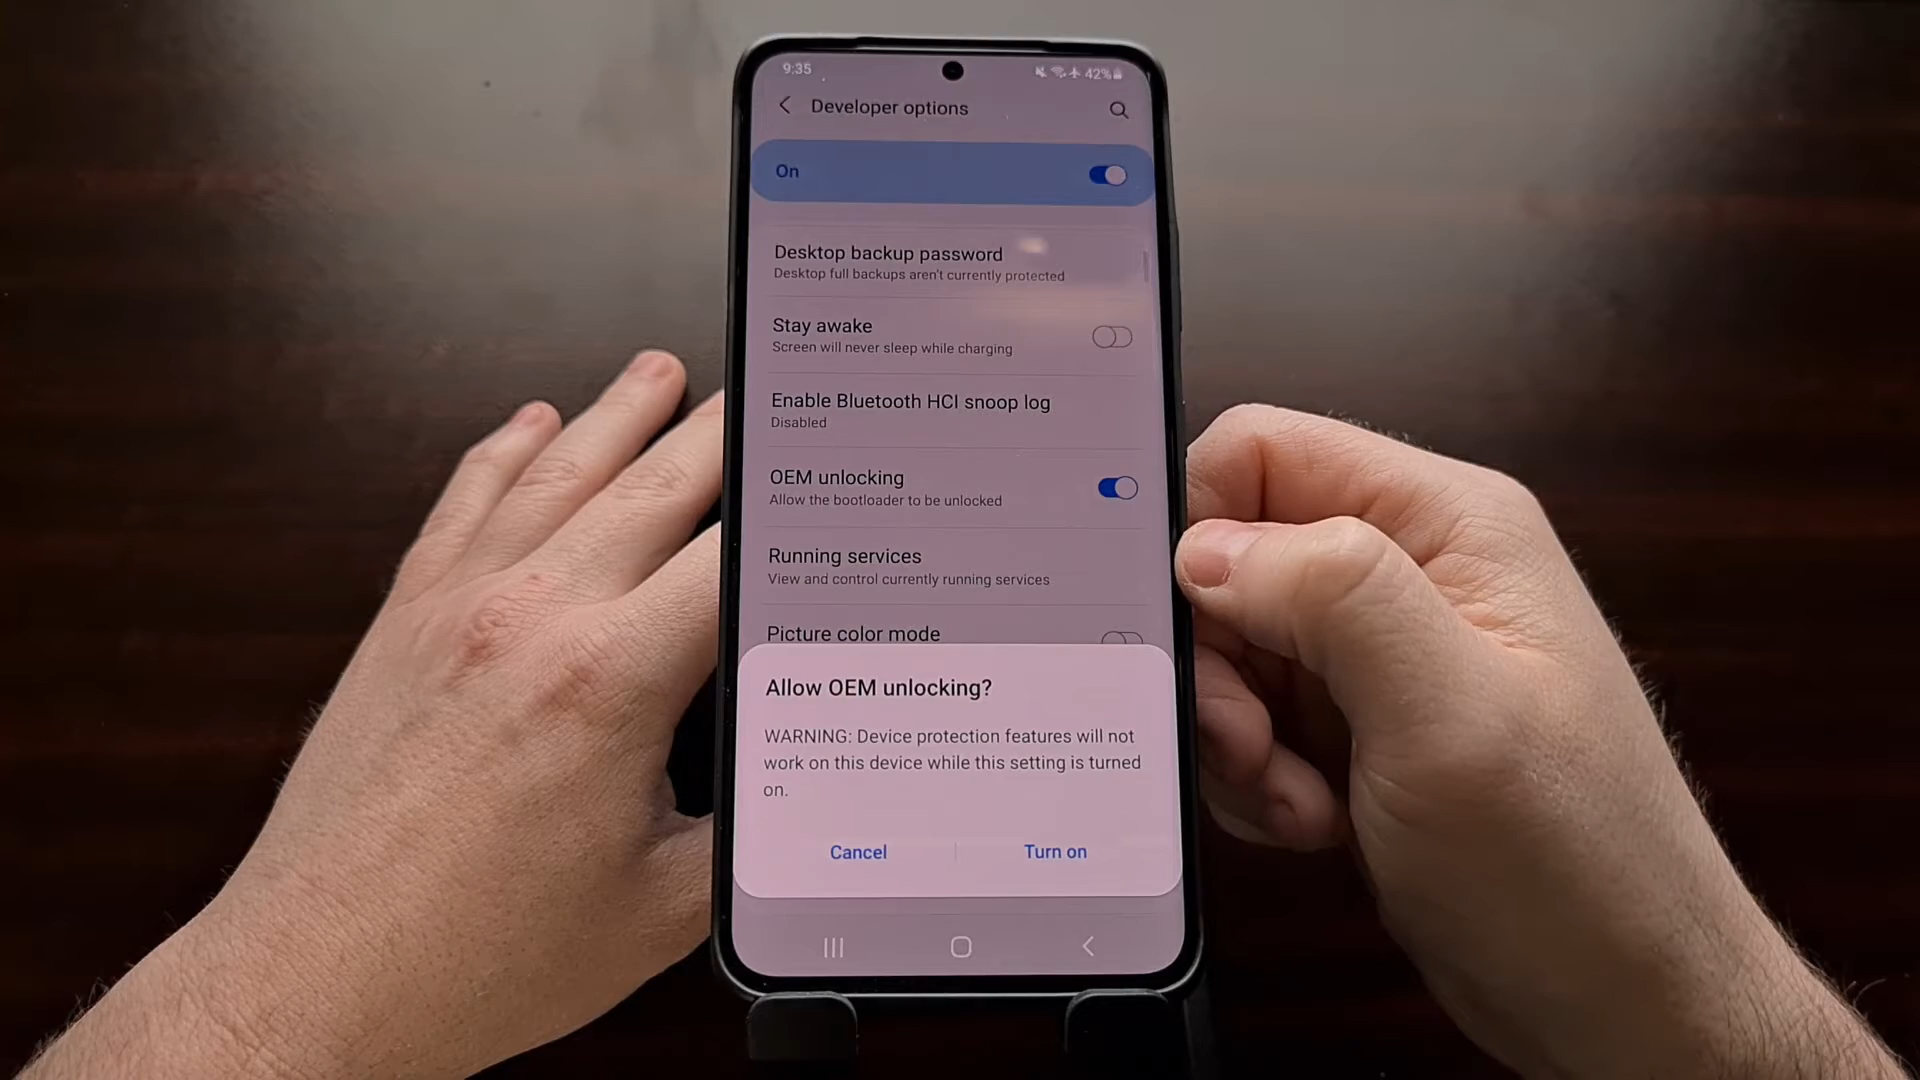 9:35
42%
Developer options
On
Desktop backup password
Desktop full backups aren't currently protected
Stay awake
Screen will never sleep while charging
Enable Bluetooth HCI snoop log
Disabled
OEM unlocking
Allow the bootloader to be unlocked
Running services
View and control currently running services
Picture color mode
Allow OEM unlocking?
WARNING: Device protection features will not
work on this device while this setting is turned
on.
Cancel
Turn on